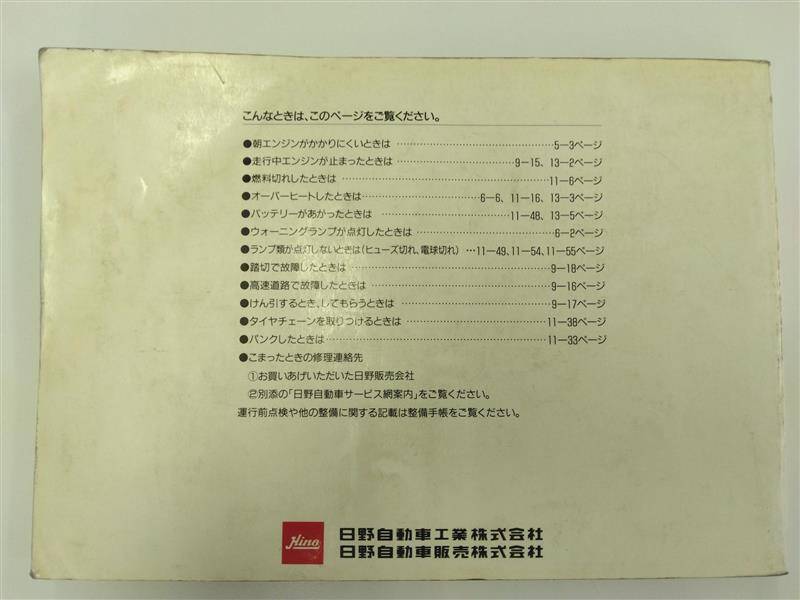 こんなときは、このページをご覧ください。
●朝エンジンがかかりにくいときは ……………………………………5−3ページ
●走行中エンジンが止まったときは …………………………9−15、13−2ページ
●燃料切れしたときは ……………………………………………………11−6ページ
●オーバーヒートしたときは…………………………6−6、11−16、13−3ページ
●バッテリーがあがったときは ……………………………11−48、13−5ページ
●ウォーニングランプが点灯したときは …………………………………6−2ページ
●ランプ類が点灯しないときは(ヒューズ切れ、電球切れ) …11−49、11−54、11−55ページ
●踏切で故障したときは …………………………………………………9−18ページ
●高速道路で故障したときは ……………………………………………9−16ページ
●けん引するとき、してもらうときは ……………………………………9−17ページ
●タイヤチェーンを取りつけるときは ……………………………………11−38ページ
●パンクしたときは…………………………………………………………11−33ページ
●こまったときの修理連絡先
①お買いあげいただいた日野販売会社
②別添の「日野自動車サービス網案内」をご覧ください。
運行前点検や他の整備に関する記載は整備手帳をご覧ください。
Hino
日野自動車工業株式会社
日野自動車販売株式会社